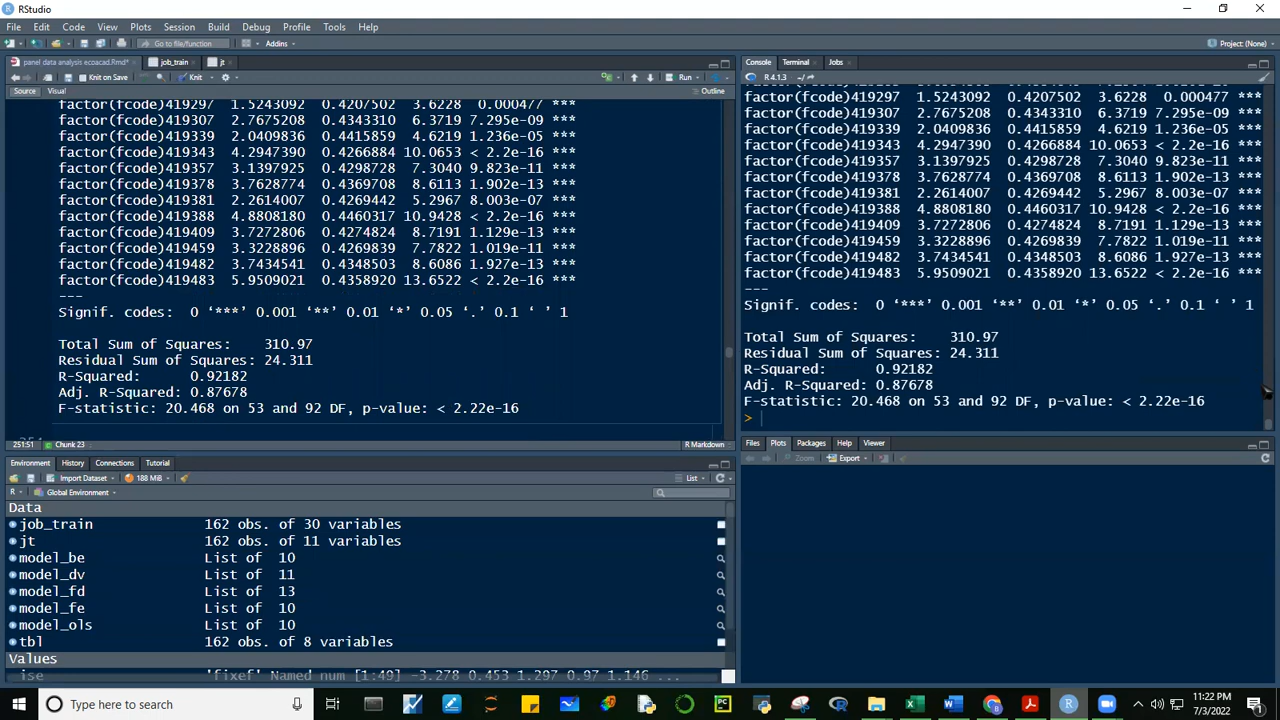 RStudio
File Edit Code View Plots Session Build Debug Profile Tools Help
Go to file/function Addins Project: (None)
panel data analysis ecoacad.Rmd* job_train jt
Knit on Save Knit Run
Source Visual Outline
factor(fcode)419297 1.5243092 0.4207502 3.6228 0.000477 ***
factor(fcode)419307 2.7675208 0.4343310 6.3719 7.295e-09 ***
factor(fcode)419339 2.0409836 0.4415859 4.6219 1.236e-05 ***
factor(fcode)419343 4.2947390 0.4266884 10.0653 < 2.2e-16 ***
factor(fcode)419357 3.1397925 0.4298728 7.3040 9.823e-11 ***
factor(fcode)419378 3.7628774 0.4369708 8.6113 1.902e-13 ***
factor(fcode)419381 2.2614007 0.4269442 5.2967 8.003e-07 ***
factor(fcode)419388 4.8808180 0.4460317 10.9428 < 2.2e-16 ***
factor(fcode)419409 3.7272806 0.4274824 8.7191 1.129e-13 ***
factor(fcode)419459 3.3228896 0.4269839 7.7822 1.019e-11 ***
factor(fcode)419482 3.7434541 0.4348503 8.6086 1.927e-13 ***
factor(fcode)419483 5.9509021 0.4358920 13.6522 < 2.2e-16 ***
---
Signif. codes: 0 ‘***’ 0.001 ‘**’ 0.01 ‘*’ 0.05 ‘.’ 0.1 ‘ ’ 1
Total Sum of Squares: 310.97
Residual Sum of Squares: 24.311
R-Squared: 0.92182
Adj. R-Squared: 0.87678
F-statistic: 20.468 on 53 and 92 DF, p-value: < 2.22e-16
251:51 Chunk 23 R Markdown
Console Terminal Jobs
R 4.1.3 · ~/
factor(fcode)419297 1.5243092 0.4207502 3.6228 0.000477 ***
factor(fcode)419307 2.7675208 0.4343310 6.3719 7.295e-09 ***
factor(fcode)419339 2.0409836 0.4415859 4.6219 1.236e-05 ***
factor(fcode)419343 4.2947390 0.4266884 10.0653 < 2.2e-16 ***
factor(fcode)419357 3.1397925 0.4298728 7.3040 9.823e-11 ***
factor(fcode)419378 3.7628774 0.4369708 8.6113 1.902e-13 ***
factor(fcode)419381 2.2614007 0.4269442 5.2967 8.003e-07 ***
factor(fcode)419388 4.8808180 0.4460317 10.9428 < 2.2e-16 ***
factor(fcode)419409 3.7272806 0.4274824 8.7191 1.129e-13 ***
factor(fcode)419459 3.3228896 0.4269839 7.7822 1.019e-11 ***
factor(fcode)419482 3.7434541 0.4348503 8.6086 1.927e-13 ***
factor(fcode)419483 5.9509021 0.4358920 13.6522 < 2.2e-16 ***
---
Signif. codes: 0 ‘***’ 0.001 ‘**’ 0.01 ‘*’ 0.05 ‘.’ 0.1 ‘ ’ 1
Total Sum of Squares: 310.97
Residual Sum of Squares: 24.311
R-Squared: 0.92182
Adj. R-Squared: 0.87678
F-statistic: 20.468 on 53 and 92 DF, p-value: < 2.22e-16
>
Environment History Connections Tutorial
Import Dataset 188 MiB List
R Global Environment
Data
job_train 162 obs. of 30 variables
jt 162 obs. of 11 variables
model_be List of 10
model_dv List of 11
model_fd List of 13
model_fe List of 10
model_ols List of 10
tbl 162 obs. of 8 variables
Values
ise 'fixef' Named num [1:49] -3.278 0.453 1.297 0.97 1.146 ...
Files Plots Packages Help Viewer
Zoom Export
Type here to search
11:22 PM
7/3/2022